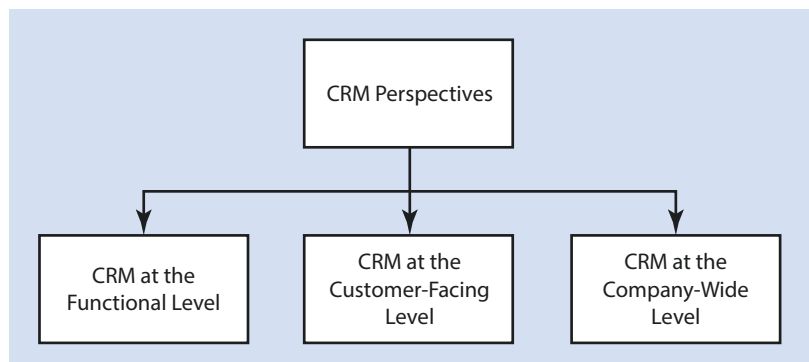 CRM Perspectives
CRM at the
Functional Level
CRM at the
Customer-Facing
Level
CRM at the
Company-Wide
Level